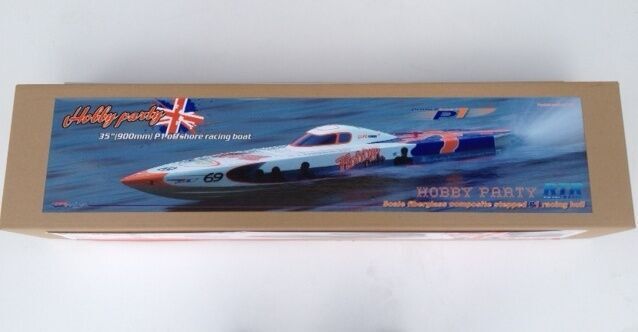 Hobby party
35"(900mm) P1 offshore racing boat
P1
69
HOBBY PARTY
Scale fiberglass composite stepped racing hull